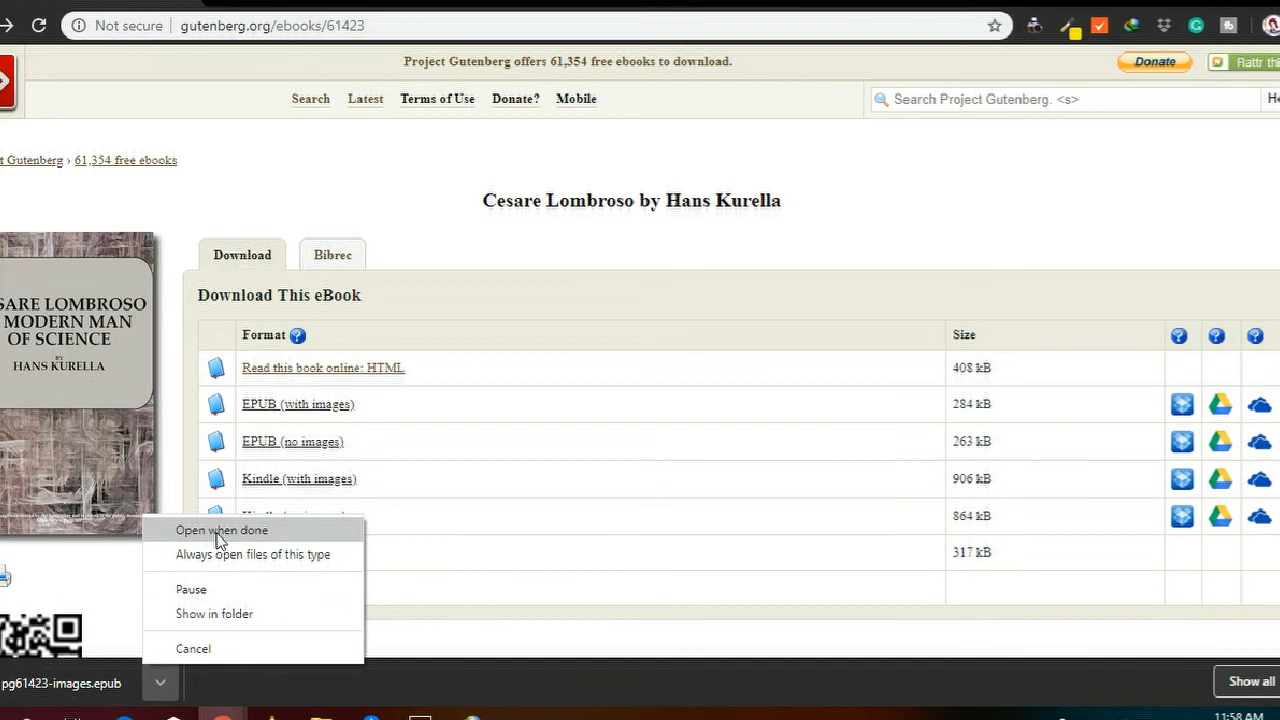 Not secure
gutenberg.org/ebooks/61423
Project Gutenberg offers 61,354 free ebooks to download.
Donate
Flattr thi
Search Latest Terms of Use Donate? Mobile
Search Project Gutenberg. <s>
He
t Gutenberg › 61,354 free ebooks
Cesare Lombroso by Hans Kurella
SARE LOMBROSO
MODERN MAN
OF SCIENCE
BY
HANS KURELLA
Download Bibrec
Download This eBook
Format ? Size ? ? ?
Read this book online: HTML 408 kB
EPUB (with images) 284 kB
EPUB (no images) 263 kB
Kindle (with images) 906 kB
864 kB
317 kB
Open when done
Always open files of this type
Pause
Show in folder
Cancel
pg61423-images.epub
Show all
11:58 AM